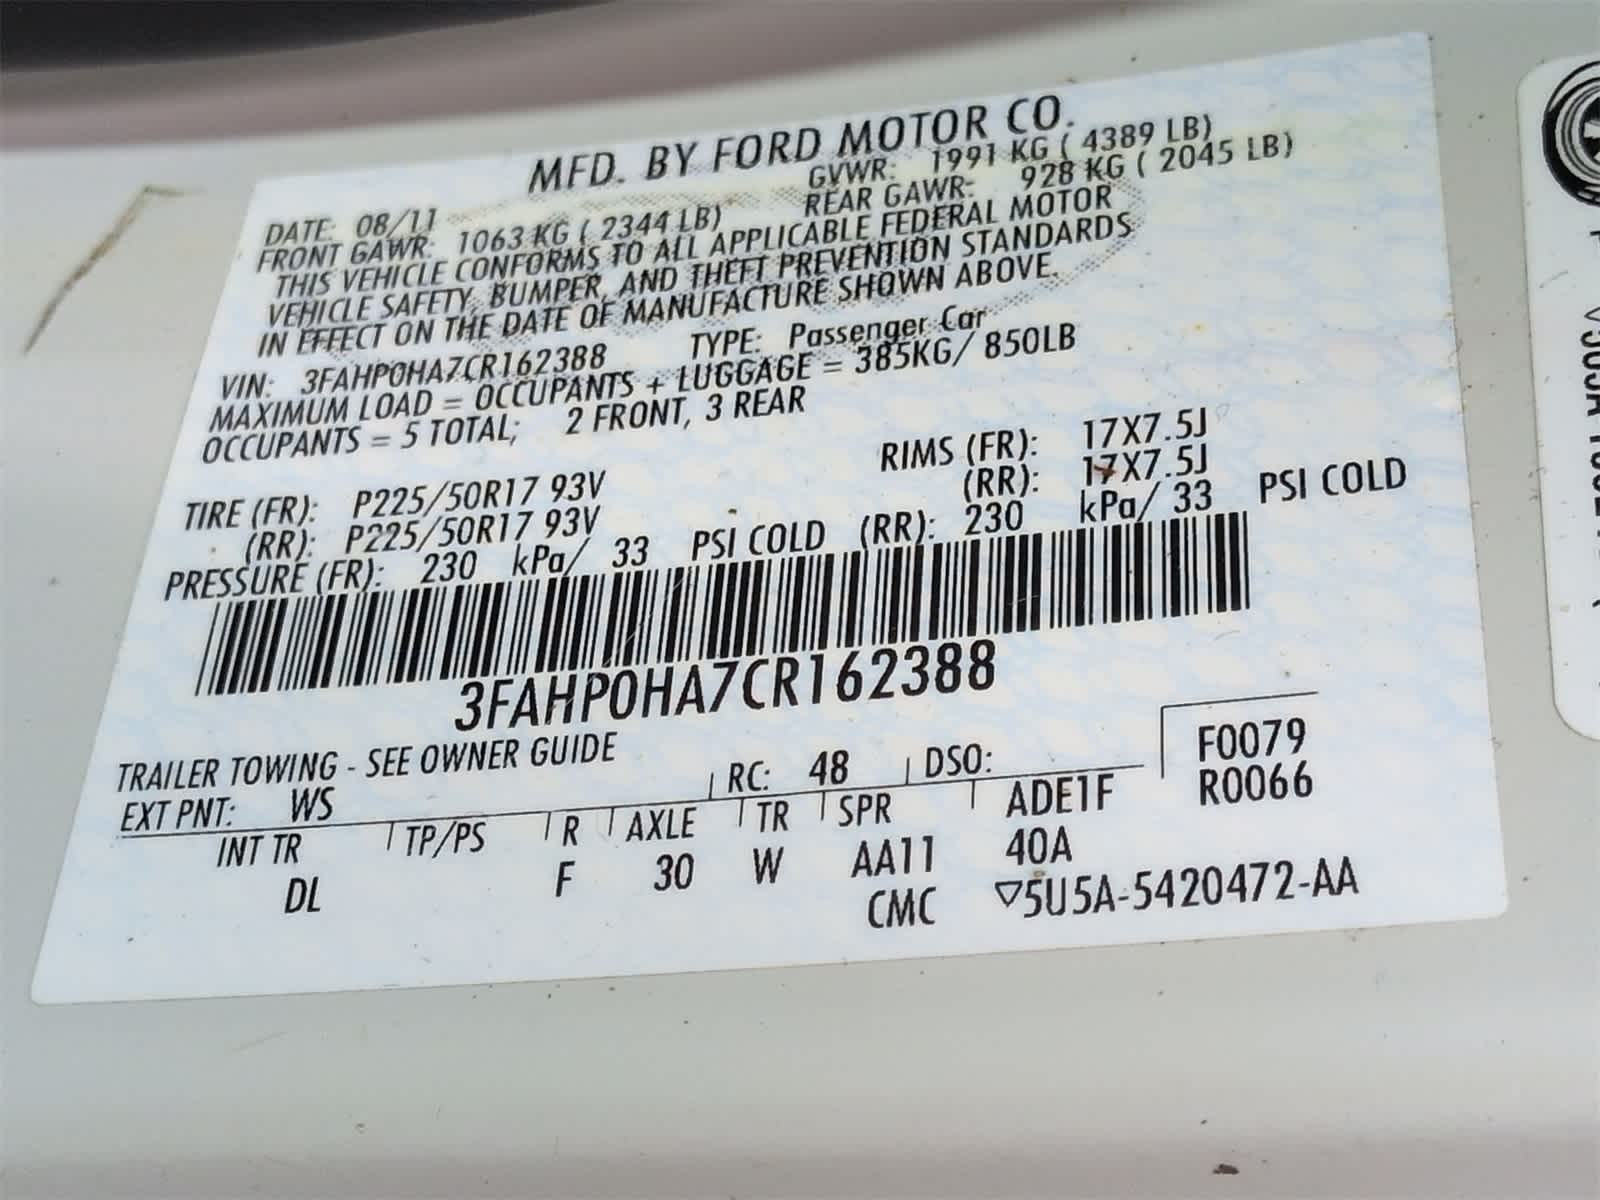 MFD. BY FORD MOTOR CO.
DATE: 08/11 GVWR: 1991 KG ( 4389 LB)
FRONT GAWR: 1063 KG ( 2344 LB) REAR GAWR: 928 KG ( 2045 LB)
THIS VEHICLE CONFORMS TO ALL APPLICABLE FEDERAL MOTOR
VEHICLE SAFETY, BUMPER, AND THEFT PREVENTION STANDARDS
IN EFFECT ON THE DATE OF MANUFACTURE SHOWN ABOVE.
VIN: 3FAHP0HA7CR162388 TYPE: Passenger Car
MAXIMUM LOAD = OCCUPANTS + LUGGAGE = 385KG/ 850LB
OCCUPANTS = 5 TOTAL; 2 FRONT, 3 REAR
TIRE (FR): P225/50R17 93V RIMS (FR): 17X7.5J
(RR): P225/50R17 93V (RR): 17X7.5J
PRESSURE (FR): 230 kPa/ 33 PSI COLD (RR): 230 kPa/ 33 PSI COLD
3FAHP0HA7CR162388
TRAILER TOWING - SEE OWNER GUIDE
EXT PNT: WS RC: 48 DSO: F0079
INT TR TP/PS R AXLE TR SPR ADE1F R0066
DL F 30 W AA11 40A
CMC ▽5U5A-5420472-AA